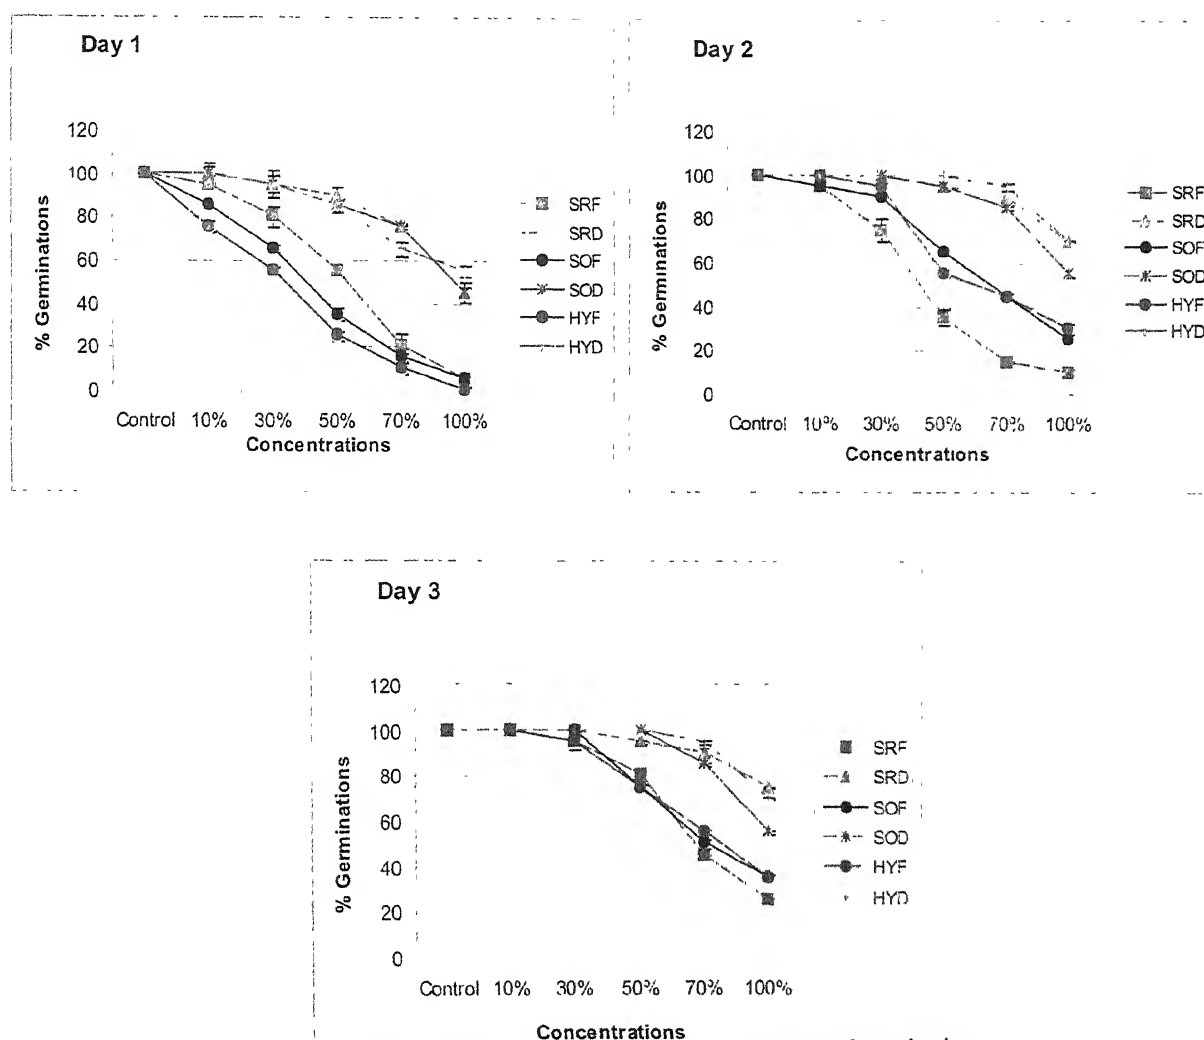 Day 1
120
100
80
60
40
20
0
% Germinations
Control 10% 30% 50% 70% 100%
Concentrations
SRF
SRD
SOF
SOD
HYF
HYD
Day 2
120
100
80
60
40
20
0
% Germinations
Control 10% 30% 50% 70% 100%
Concentrations
SRF
SRD
SOF
SOD
HYF
HYD
Day 3
120
100
80
60
40
20
0
% Germinations
Control 10% 30% 50% 70% 100%
Concentrations
SRF
SRD
SOF
SOD
HYF
HYD